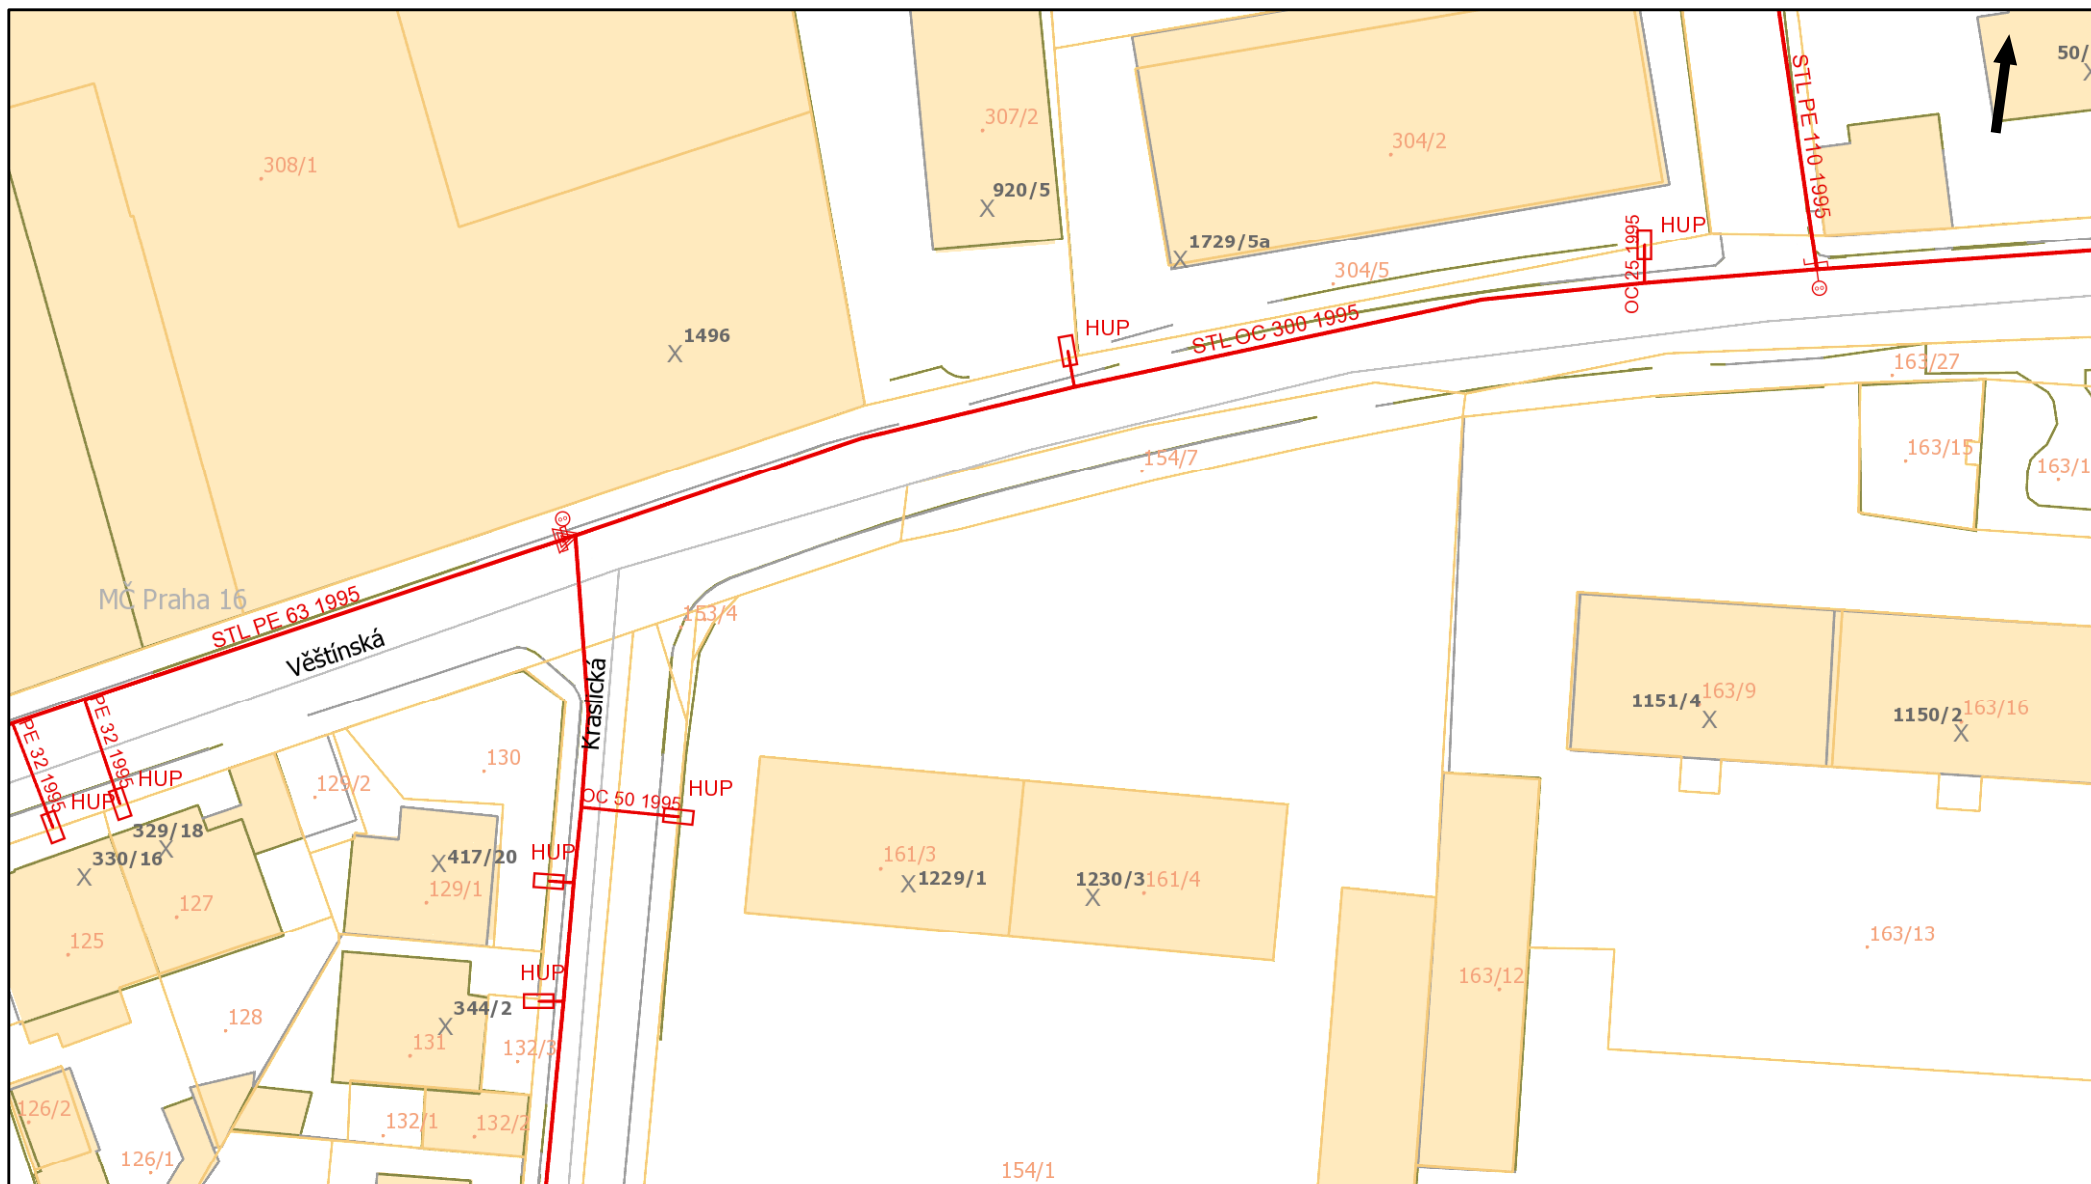 50/
STL PE 110 1995
307/2
304/2
308/1
920/5
OC 25 1995
HUP
1729/5a
304/5
HUP
STL OC 300 1995
1496
163/27
163/15
163/1
154/7
MČ Praha 16
STL PE 63 1995
Věštínská
153/4
Kraslická
163/9
1151/4
163/16
1150/2
PE 32 1995
PE 32 1995
HUP
HUP
129/2
130
OC 50 1995
HUP
329/18
330/16
417/20
HUP
129/1
161/3
1229/1
1230/3
161/4
127
125
163/13
HUP
163/12
344/2
128
131
132/3
126/2
132/1
132/2
126/1
154/1